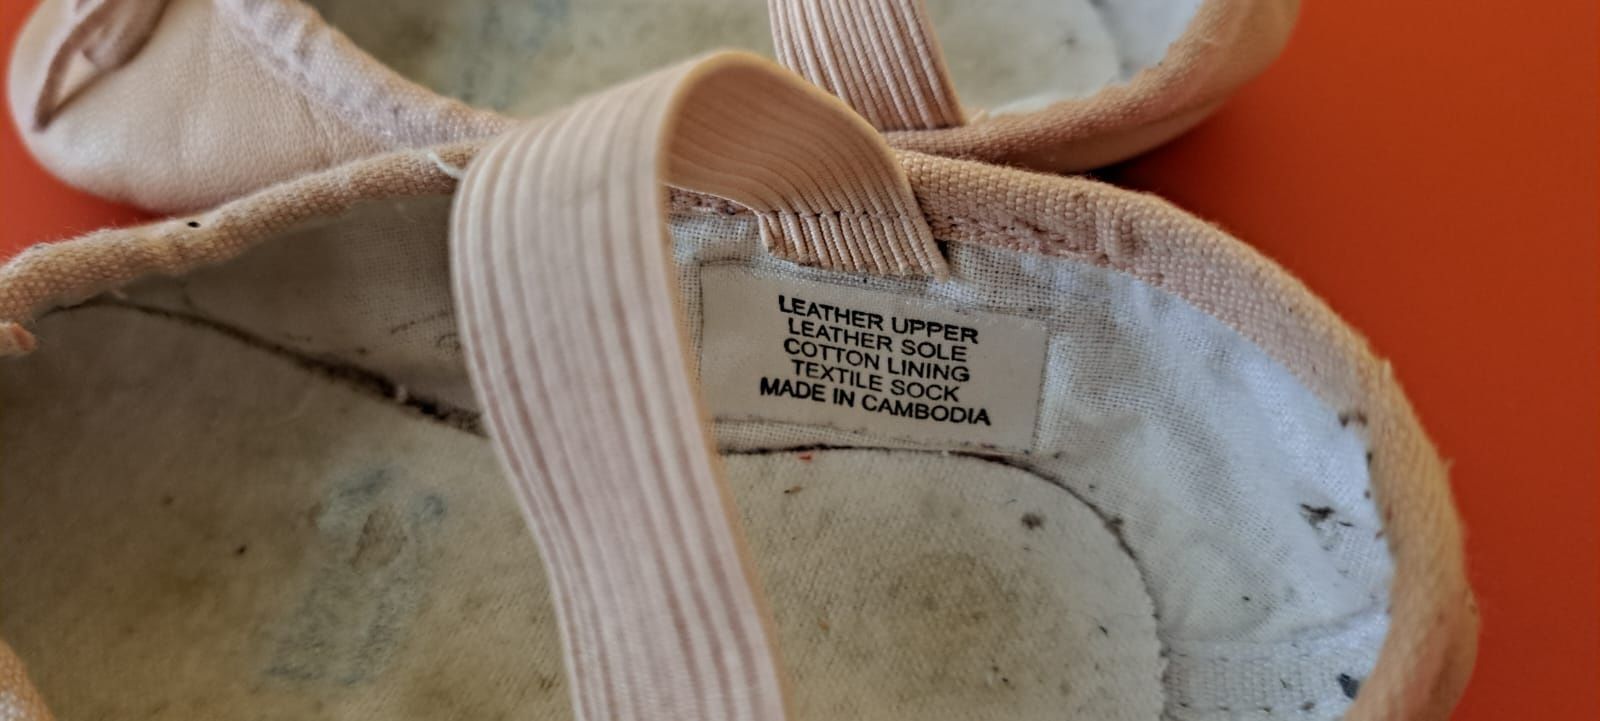 LEATHER UPPER
LEATHER SOLE
COTTON LINING
TEXTILE SOCK
MADE IN CAMBODIA